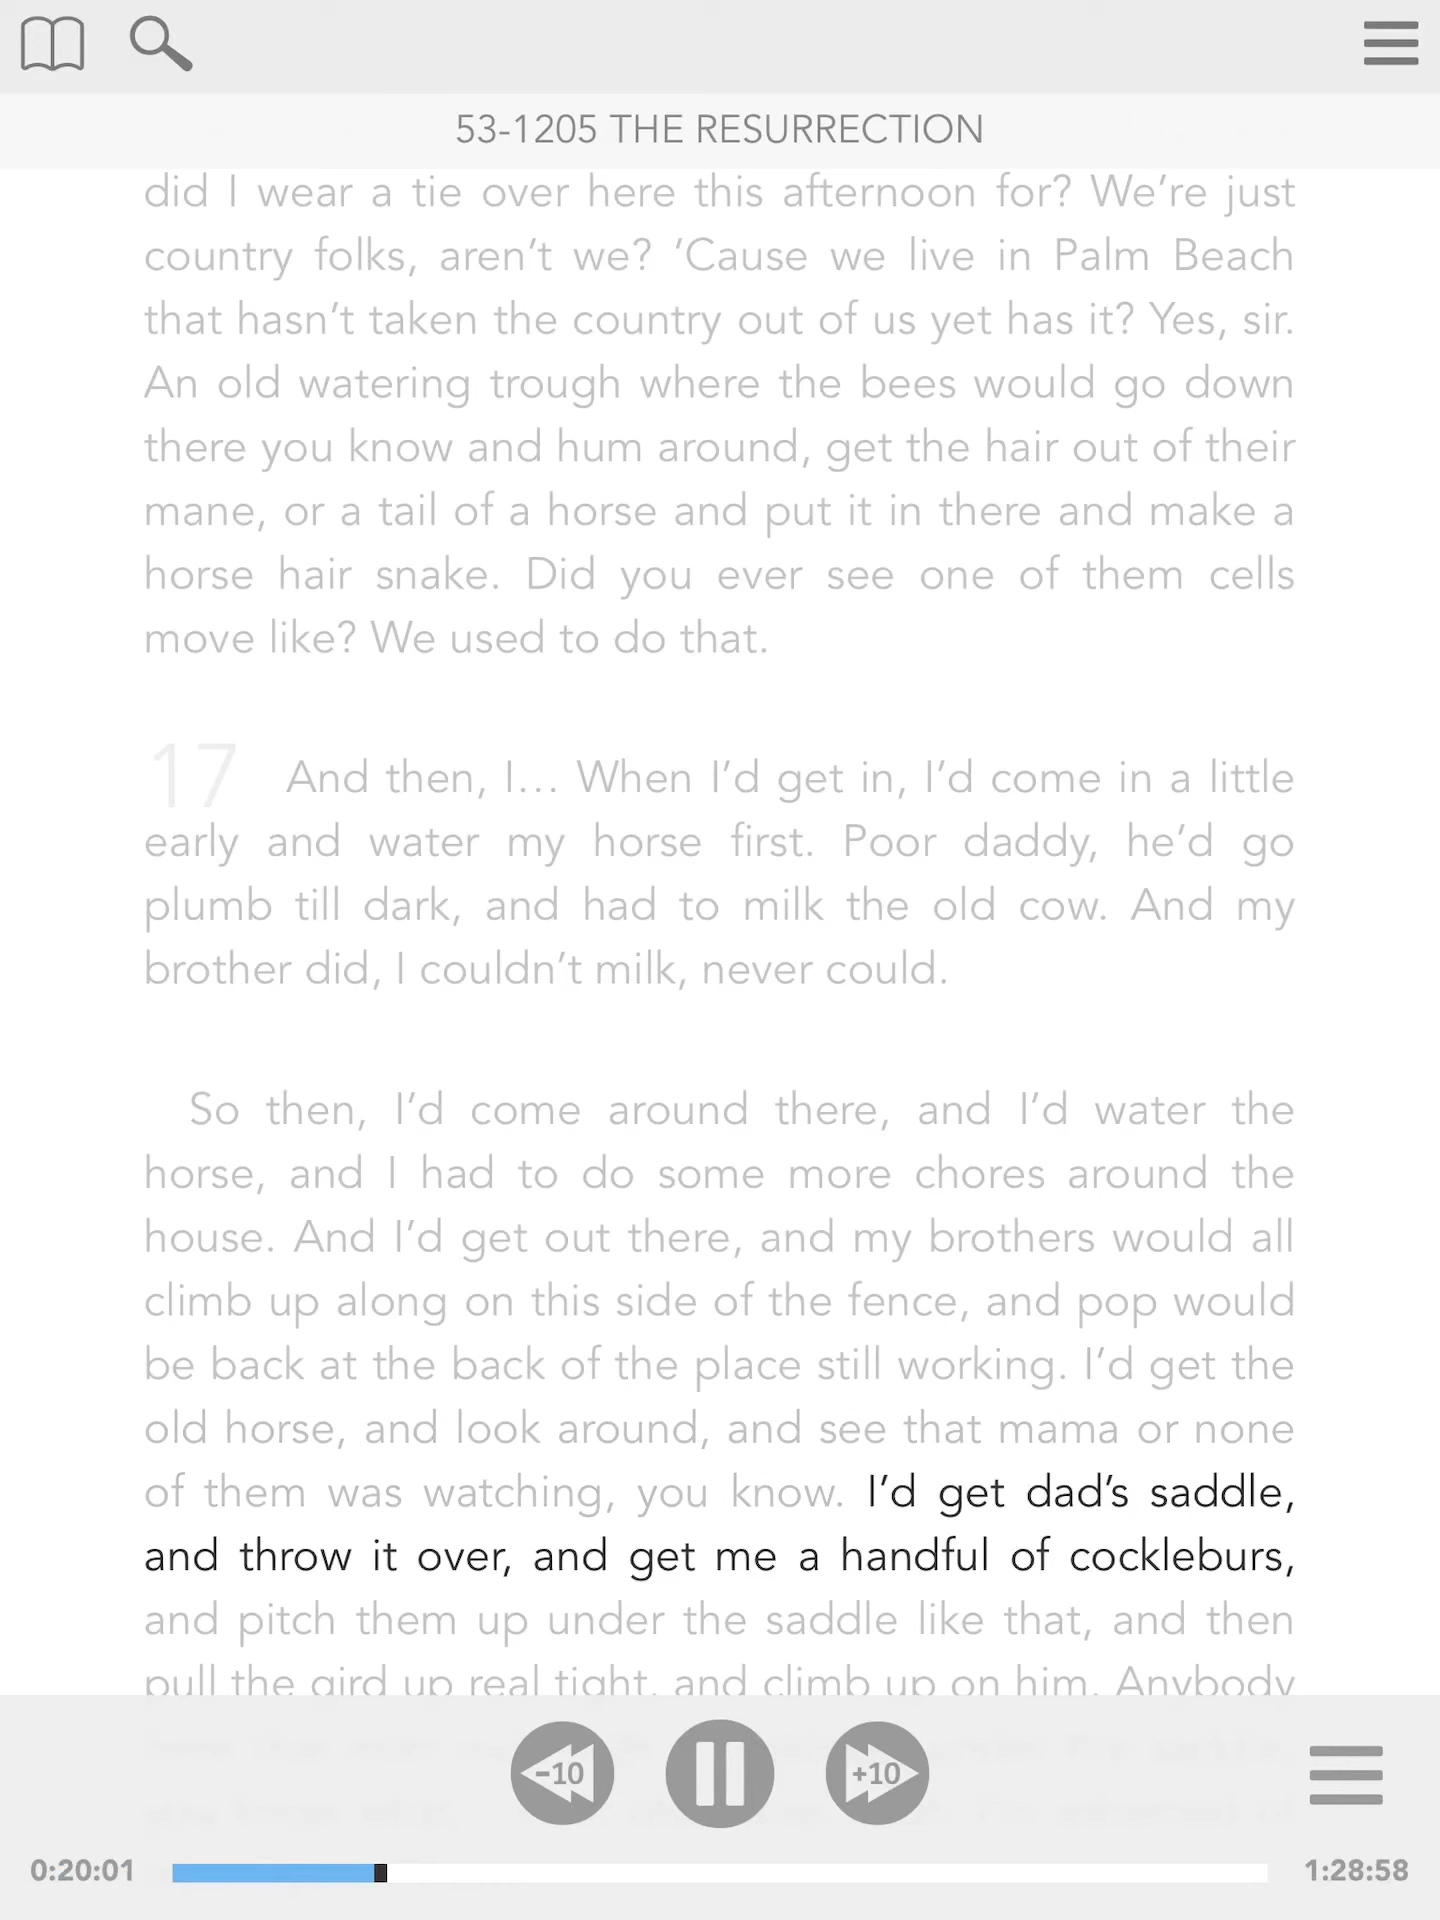 53-1205 THE RESURRECTION
did I wear a tie over here this afternoon for? We’re just
country folks, aren’t we? ’Cause we live in Palm Beach
that hasn’t taken the country out of us yet has it? Yes, sir.
An old watering trough where the bees would go down
there you know and hum around, get the hair out of their
mane, or a tail of a horse and put it in there and make a
horse hair snake. Did you ever see one of them cells
move like? We used to do that.
17 And then, I… When I’d get in, I’d come in a little
early and water my horse first. Poor daddy, he’d go
plumb till dark, and had to milk the old cow. And my
brother did, I couldn’t milk, never could.
So then, I’d come around there, and I’d water the
horse, and I had to do some more chores around the
house. And I’d get out there, and my brothers would all
climb up along on this side of the fence, and pop would
be back at the back of the place still working. I’d get the
old horse, and look around, and see that mama or none
of them was watching, you know. I’d get dad’s saddle,
and throw it over, and get me a handful of cockleburs,
and pitch them up under the saddle like that, and then
pull the gird up real tight, and climb up on him. Anybody
-10 +10
0:20:01 1:28:58